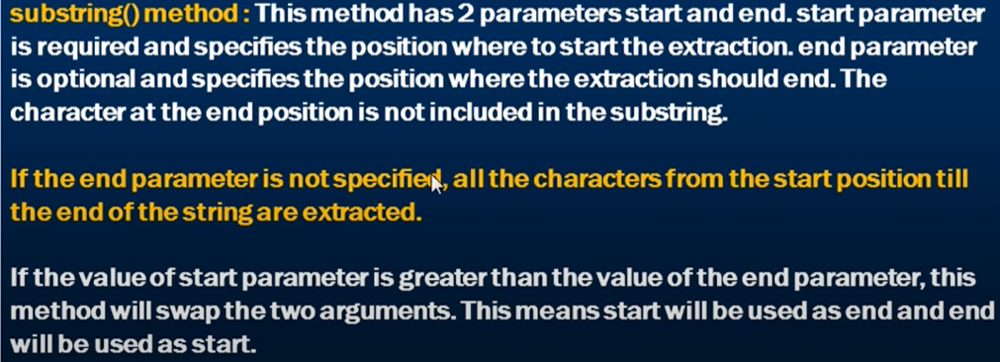 substring() method : This method has 2 parameters start and end. start parameter
is required and specifies the position where to start the extraction. end parameter
is optional and specifies the position where the extraction should end. The
character at the end position is not included in the substring.
If the end parameter is not specified, all the characters from the start position till
the end of the string are extracted.
If the value of start parameter is greater than the value of the end parameter, this
method will swap the two arguments. This means start will be used as end and end
will be used as start.